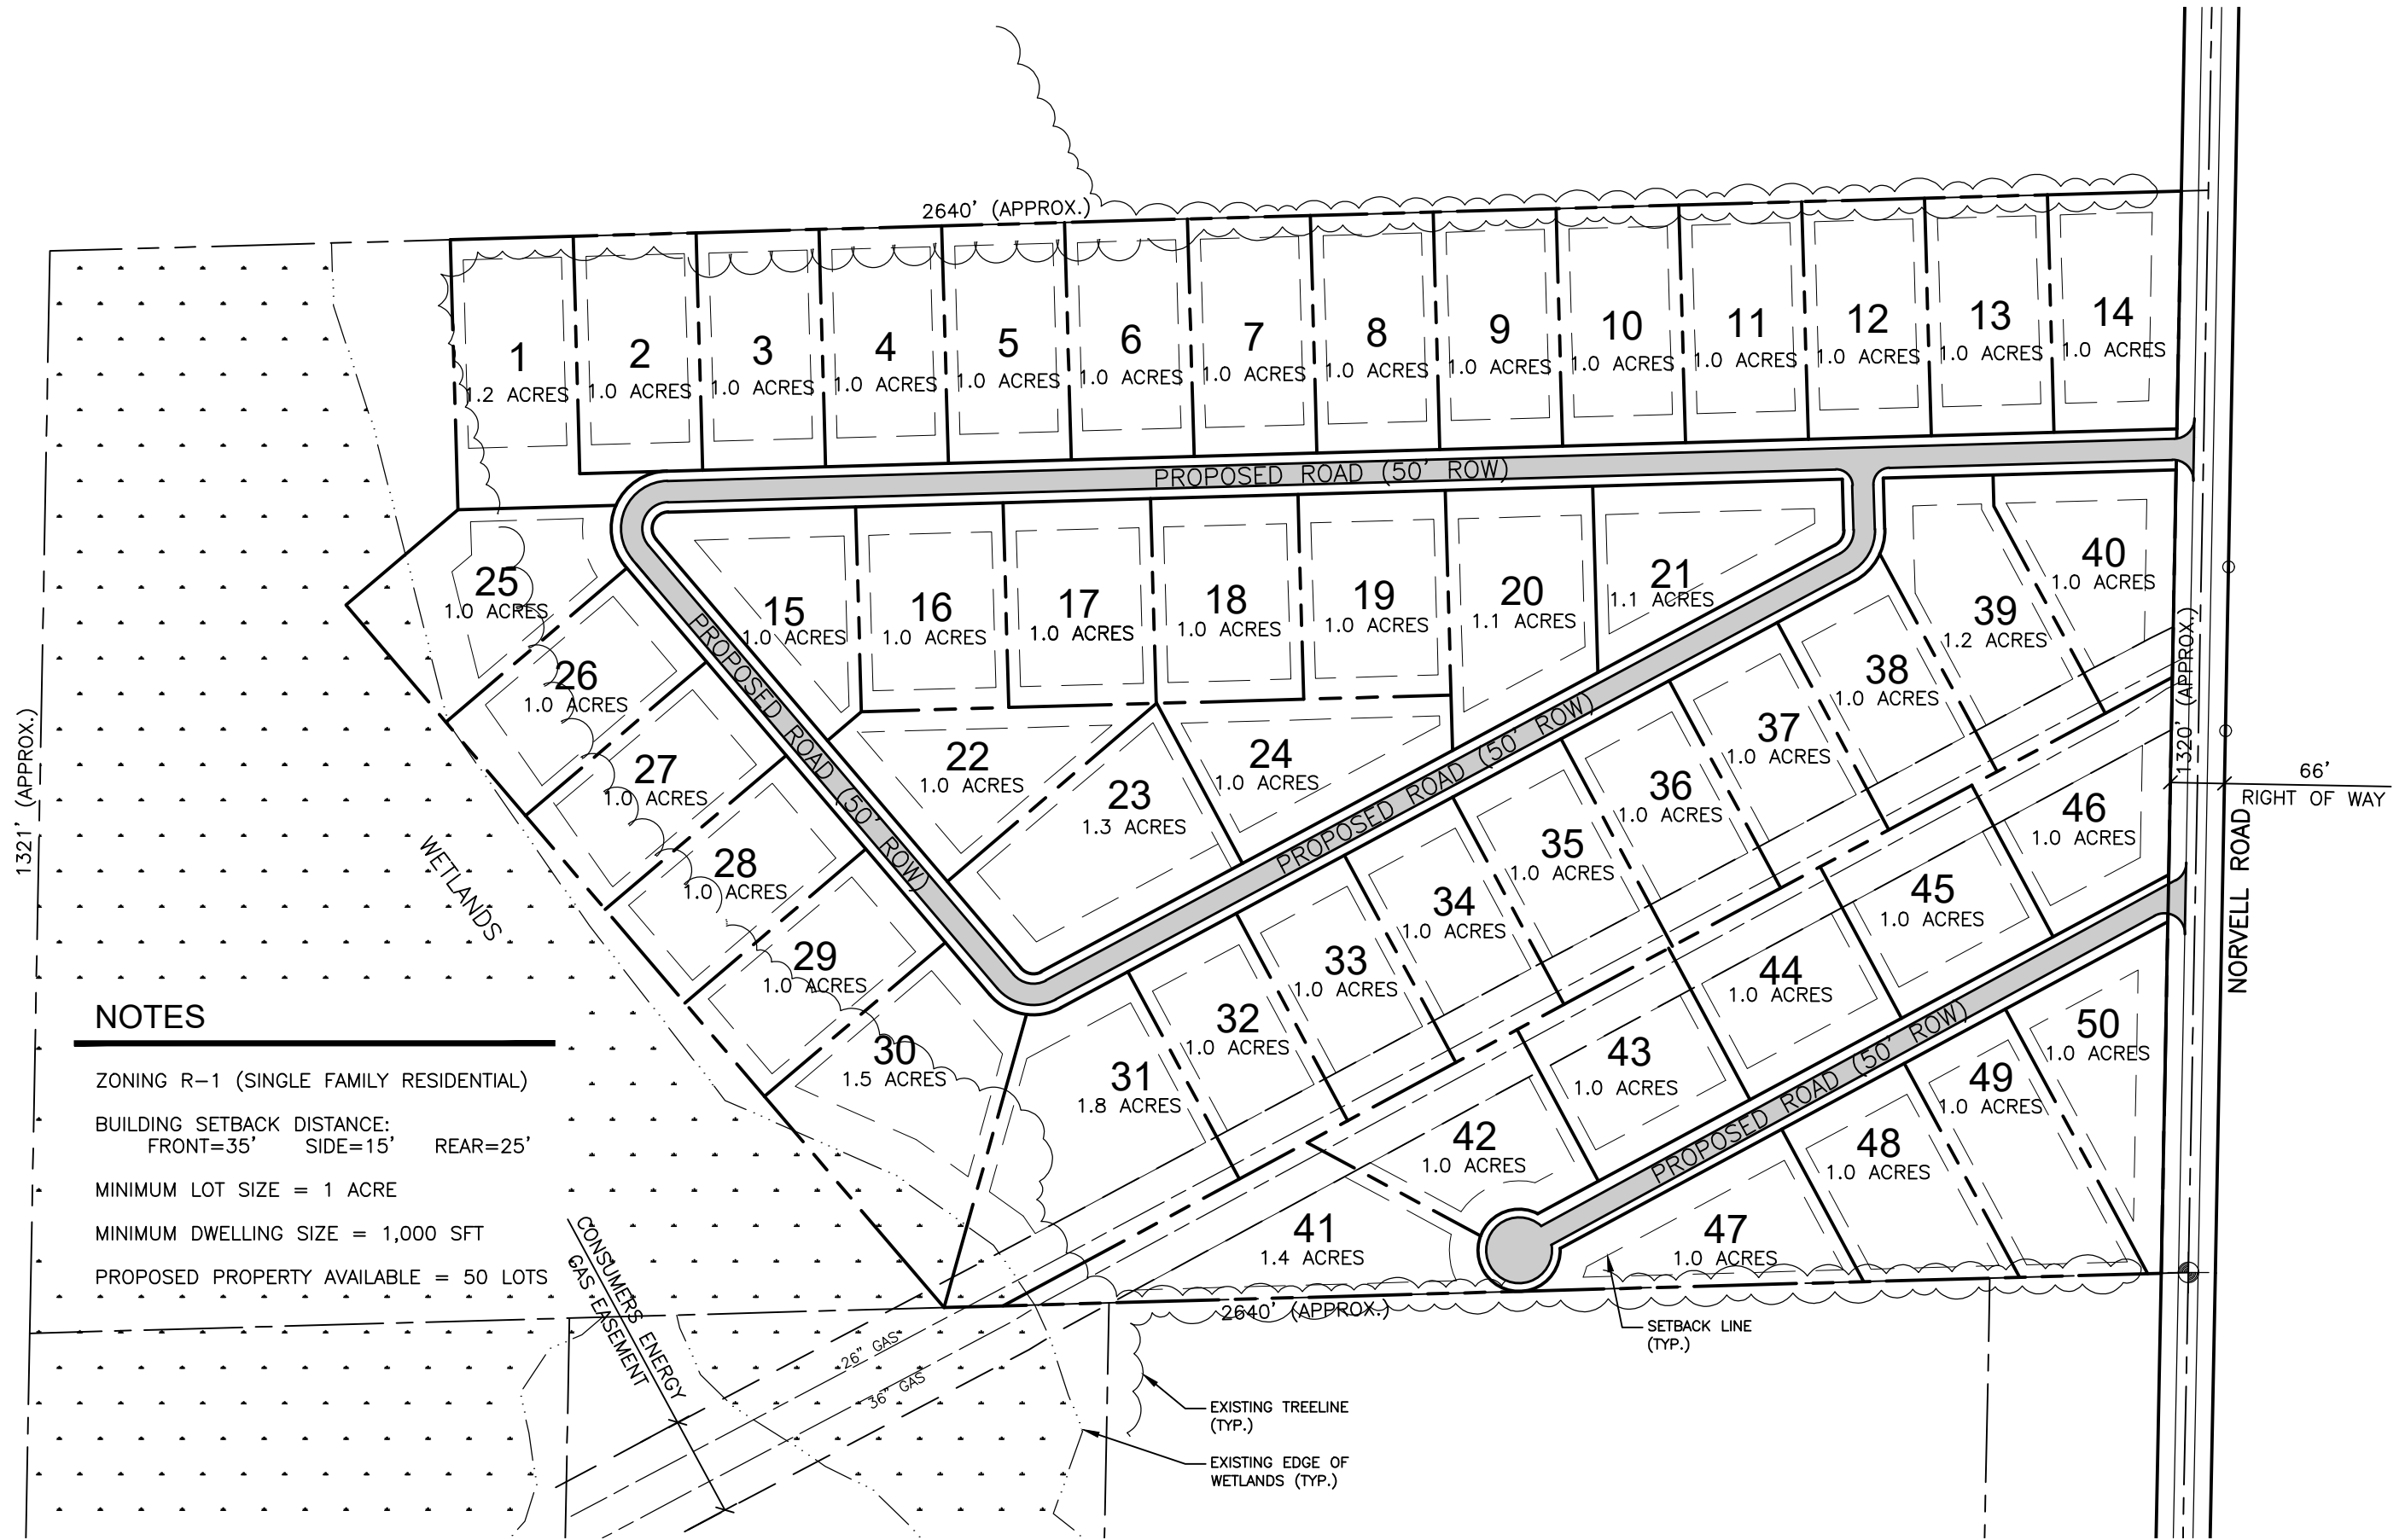 2640' (APPROX.)
1
1.2 ACRES
2
1.0 ACRES
3
1.0 ACRES
4
1.0 ACRES
5
1.0 ACRES
6
1.0 ACRES
7
1.0 ACRES
8
1.0 ACRES
9
1.0 ACRES
10
1.0 ACRES
11
1.0 ACRES
12
1.0 ACRES
13
1.0 ACRES
14
1.0 ACRES
PROPOSED ROAD (50' ROW)
15
1.0 ACRES
16
1.0 ACRES
17
1.0 ACRES
18
1.0 ACRES
19
1.0 ACRES
20
1.1 ACRES
21
1.1 ACRES
22
1.0 ACRES
23
1.3 ACRES
24
1.0 ACRES
25
1.0 ACRES
26
1.0 ACRES
27
1.0 ACRES
28
1.0 ACRES
29
1.0 ACRES
30
1.5 ACRES
PROPOSED ROAD (50' ROW)
PROPOSED ROAD (50' ROW)
PROPOSED ROAD (50' ROW)
31
1.8 ACRES
32
1.0 ACRES
33
1.0 ACRES
34
1.0 ACRES
35
1.0 ACRES
36
1.0 ACRES
37
1.0 ACRES
38
1.0 ACRES
39
1.2 ACRES
40
1.0 ACRES
41
1.4 ACRES
42
1.0 ACRES
43
1.0 ACRES
44
1.0 ACRES
45
1.0 ACRES
46
1.0 ACRES
PROPOSED ROAD (50' ROW)
47
1.0 ACRES
48
1.0 ACRES
49
1.0 ACRES
50
1.0 ACRES
1320' (APPROX.)
66'
RIGHT OF WAY
NORVELL ROAD
1321' (APPROX.)
WETLANDS
NOTES
ZONING R-1 (SINGLE FAMILY RESIDENTIAL)
BUILDING SETBACK DISTANCE:
FRONT=35' SIDE=15' REAR=25'
MINIMUM LOT SIZE = 1 ACRE
MINIMUM DWELLING SIZE = 1,000 SFT
PROPOSED PROPERTY AVAILABLE = 50 LOTS
CONSUMERS ENERGY
GAS EASEMENT
26" GAS
36" GAS
2640' (APPROX.)
SETBACK LINE
(TYP.)
EXISTING TREELINE
(TYP.)
EXISTING EDGE OF
WETLANDS (TYP.)